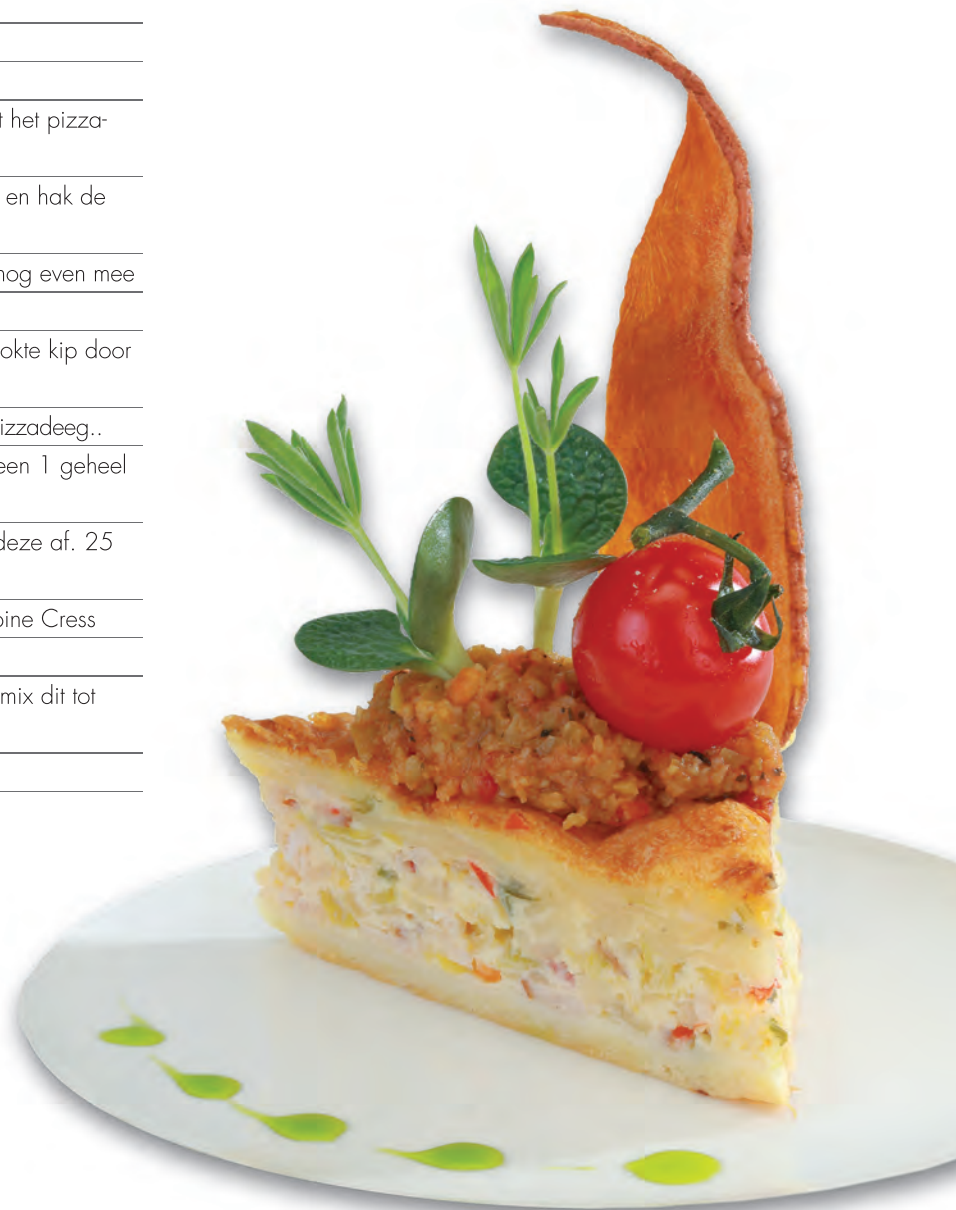 t het pizza-
en hak de
nog even mee
okte kip door
izzadeeg..
een 1 geheel
deze af. 25
pine Cress
mix dit tot